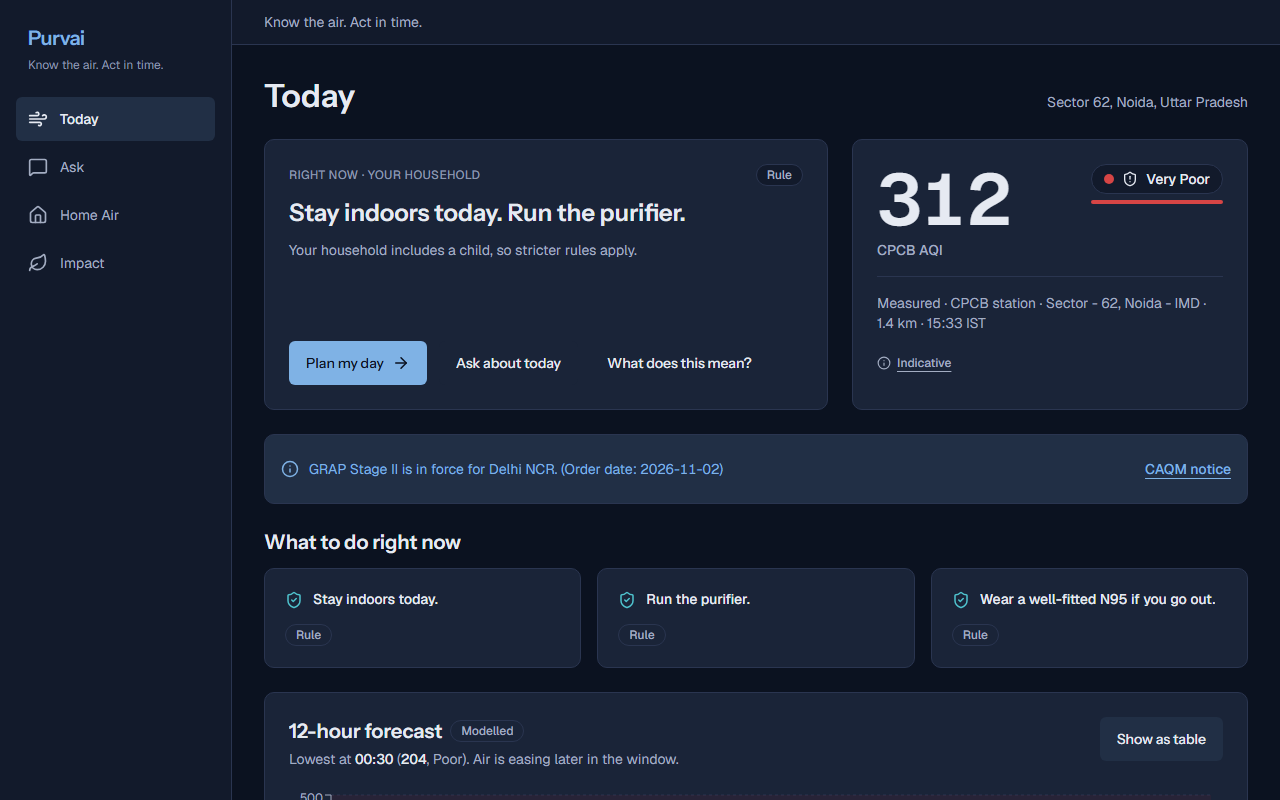 Purvai
Know the air. Act in time.
Today
Ask
Home Air
Impact
Know the air. Act in time.
Today
Sector 62, Noida, Uttar Pradesh
RIGHT NOW · YOUR HOUSEHOLD
Rule
Stay indoors today. Run the purifier.
Your household includes a child, so stricter rules apply.
Plan my day →
Ask about today
What does this mean?
312
Very Poor
CPCB AQI
Measured · CPCB station · Sector - 62, Noida - IMD ·
1.4 km · 15:33 IST
Indicative
GRAP Stage II is in force for Delhi NCR. (Order date: 2026-11-02)
CAQM notice
What to do right now
Stay indoors today.
Rule
Run the purifier.
Rule
Wear a well-fitted N95 if you go out.
Rule
12-hour forecast
Modelled
Show as table
Lowest at 00:30 (204, Poor). Air is easing later in the window.
500